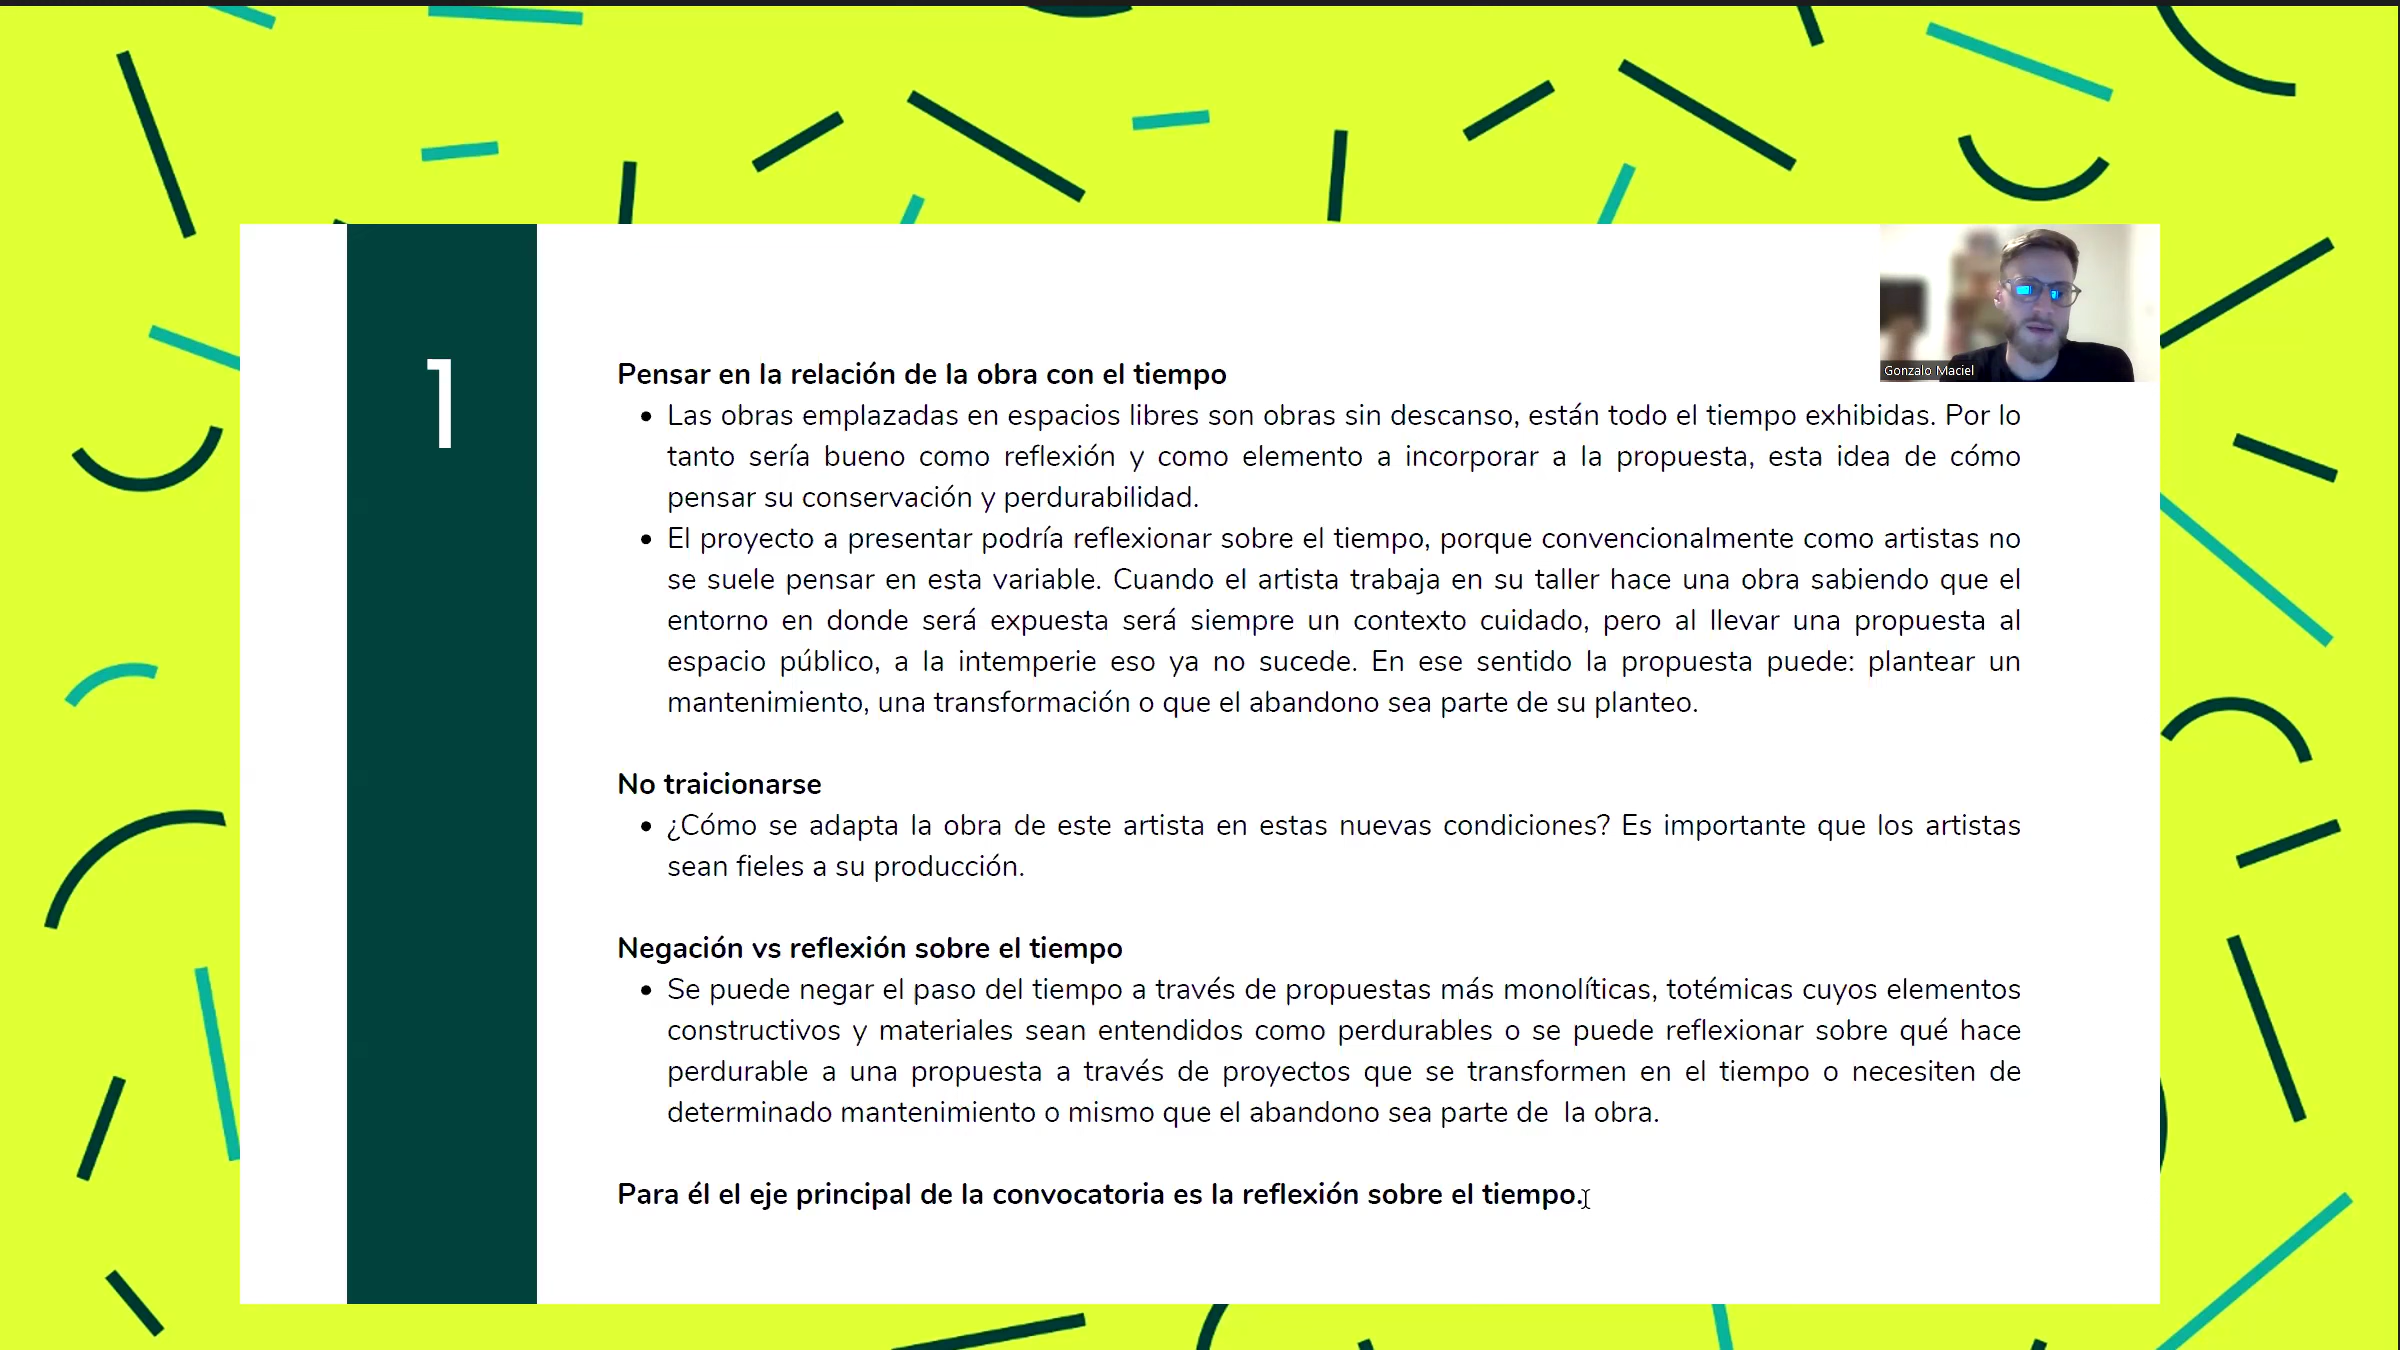 1
Gonzalo Maciel
Pensar en la relación de la obra con el tiempo
• Las obras emplazadas en espacios libres son obras sin descanso, están todo el tiempo exhibidas. Por lo
tanto sería bueno como reflexión y como elemento a incorporar a la propuesta, esta idea de cómo
pensar su conservación y perdurabilidad.
• El proyecto a presentar podría reflexionar sobre el tiempo, porque convencionalmente como artistas no
se suele pensar en esta variable. Cuando el artista trabaja en su taller hace una obra sabiendo que el
entorno en donde será expuesta será siempre un contexto cuidado, pero al llevar una propuesta al
espacio público, a la intemperie eso ya no sucede. En ese sentido la propuesta puede: plantear un
mantenimiento, una transformación o que el abandono sea parte de su planteo.
No traicionarse
• ¿Cómo se adapta la obra de este artista en estas nuevas condiciones? Es importante que los artistas
sean fieles a su producción.
Negación vs reflexión sobre el tiempo
• Se puede negar el paso del tiempo a través de propuestas más monolíticas, totémicas cuyos elementos
constructivos y materiales sean entendidos como perdurables o se puede reflexionar sobre qué hace
perdurable a una propuesta a través de proyectos que se transformen en el tiempo o necesiten de
determinado mantenimiento o mismo que el abandono sea parte de  la obra.
Para él el eje principal de la convocatoria es la reflexión sobre el tiempo.